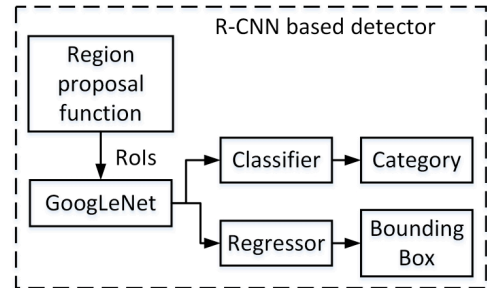 R-CNN based detector
Region
proposal
function
RoIs
GoogLeNet
Classifier
Category
Regressor
Bounding
Box